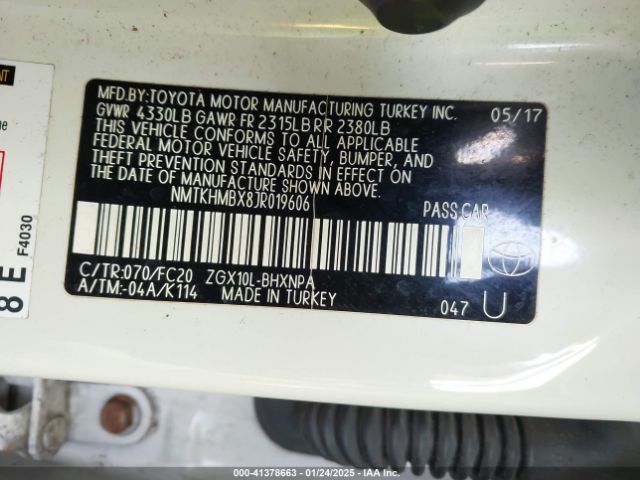 MFD.BY:TOYOTA MOTOR MANUFACTURING TURKEY INC. 05/17
GVWR 4330LB GAWR FR 2315LB RR 2380LB
THIS VEHICLE CONFORMS TO ALL APPLICABLE
FEDERAL MOTOR VEHICLE SAFETY, BUMPER, AND
THEFT PREVENTION STANDARDS IN EFFECT ON THE
DATE OF MANUFACTURE SHOWN ABOVE.
NMTKHMBX8JR019606 PASS.CAR
C/TR:070/FC20 ZGX10L-BHXNPA
A/TM:-04A/K114 MADE IN TURKEY 047 U
8 E F4030
000-41378663 - 01/24/2025 - IAA Inc.